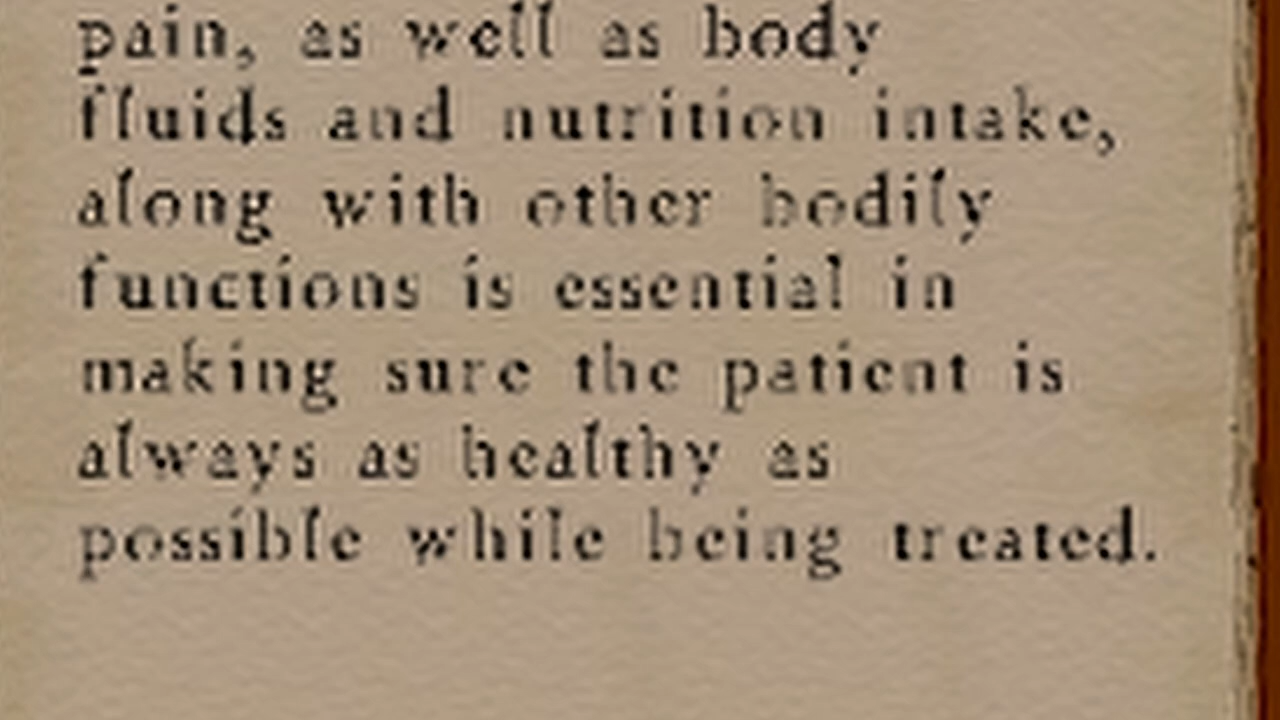 pain, as well as body
fluids and nutrition intake,
along with other bodily
functions is essential in
making sure the patient is
always as healthy as
possible while being treated.